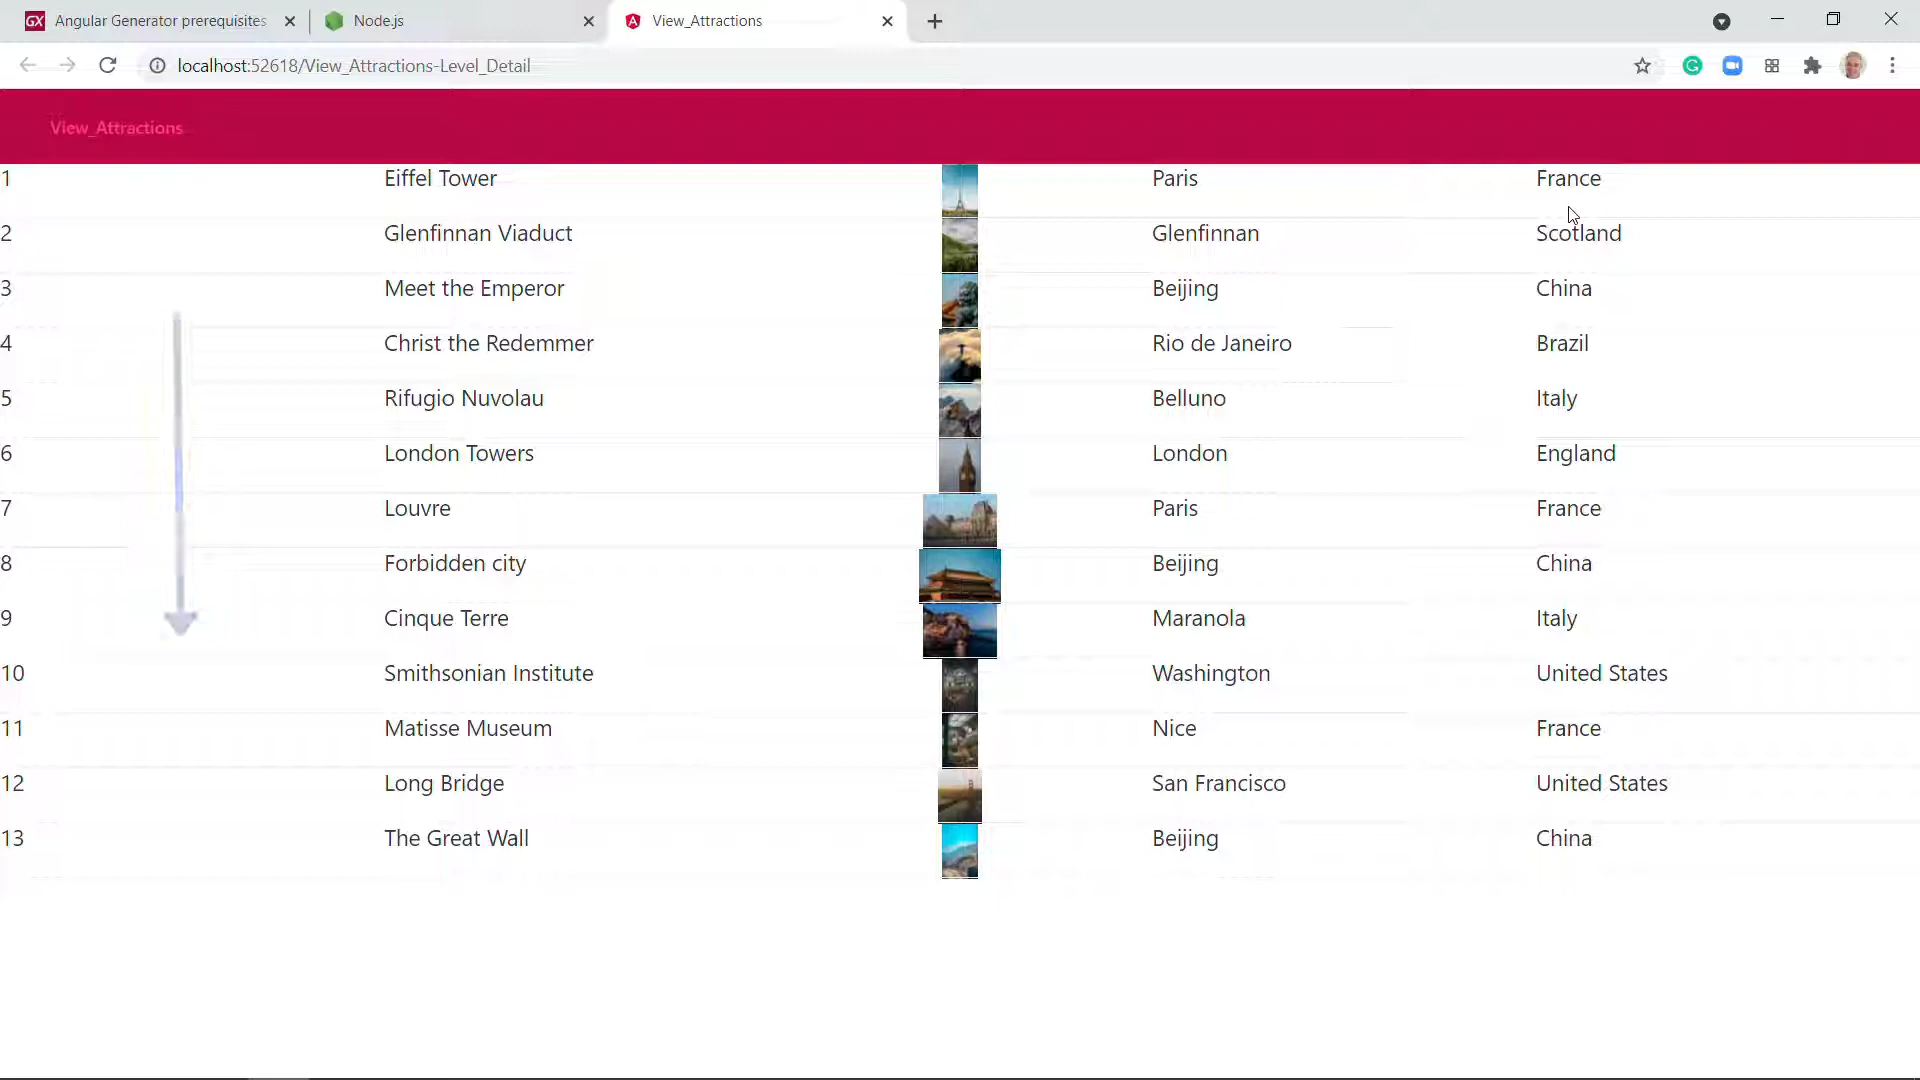 GX Angular Generator prerequisites
Node.js
View_Attractions
localhost:52618/View_Attractions-Level_Detail
View_Attractions
1 Eiffel Tower Paris France
2 Glenfinnan Viaduct Glenfinnan Scotland
3 Meet the Emperor Beijing China
4 Christ the Redemmer Rio de Janeiro Brazil
5 Rifugio Nuvolau Belluno Italy
6 London Towers London England
7 Louvre Paris France
8 Forbidden city Beijing China
9 Cinque Terre Maranola Italy
10 Smithsonian Institute Washington United States
11 Matisse Museum Nice France
12 Long Bridge San Francisco United States
13 The Great Wall Beijing China